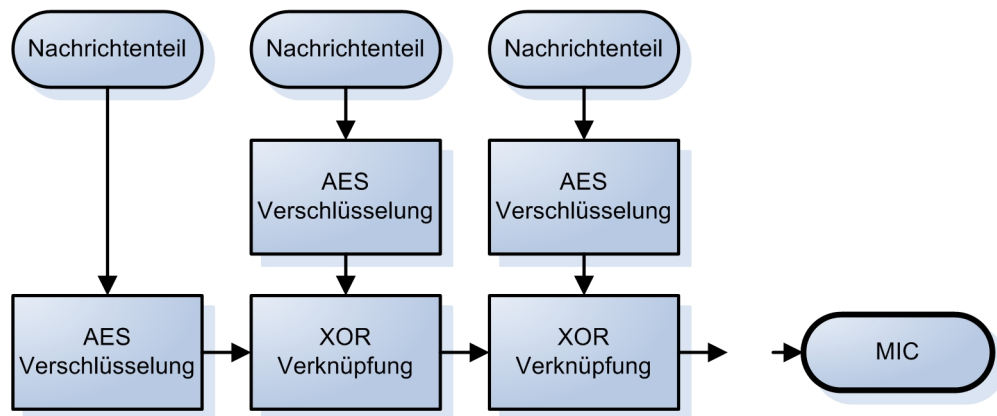 Nachrichtenteil
Nachrichtenteil
Nachrichtenteil
AES
Verschlüsselung
AES
Verschlüsselung
AES
Verschlüsselung
XOR
Verknüpfung
XOR
Verknüpfung
MIC